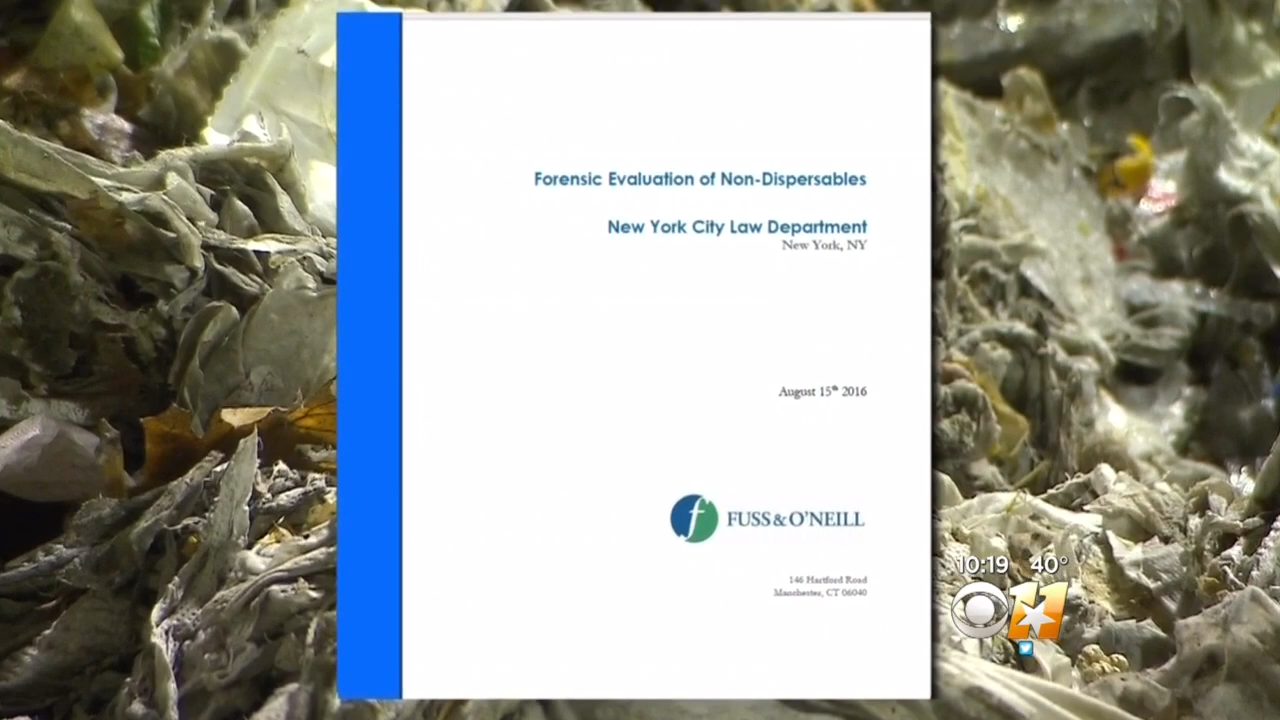 Forensic Evaluation of Non-Dispersables
New York City Law Department
New York, NY
August 15th 2016
f FUSS & O'NEILL
146 Hartford Road
Manchester, CT 06040
10:19 40°
11